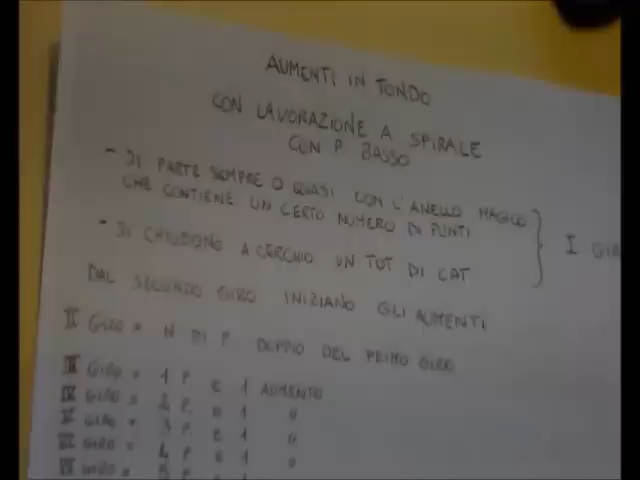 AUMENTI IN TONDO
CON LAVORAZIONE A SPIRALE
CON P. BASSO
- SI PARTE SEMPRE O QUASI CON L'ANELLO MAGICO
CHE CONTIENE UN CERTO NUMERO DI PUNTI
I GIR
- SI CHIUDONO A CERCHIO UN TOT DI CAT
DAL SECONDO GIRO INIZIANO GLI AUMENTI
II GIRO = N DI P DOPPIO DEL PRIMO GIRO
III GIRO = 1 P. E 1 AUMENTO
IV GIRO = 2 P. E 1 "
V GIRO = 3 P. E 1 "
VI GIRO = 4 P E 1 "
VII GIRO = 5 P